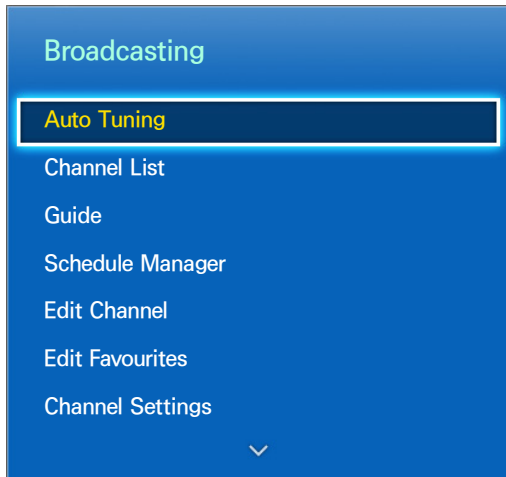 Broadcasting
Auto Tuning
Channel List
Guide
Schedule Manager
Edit Channel
Edit Favourites
Channel Settings